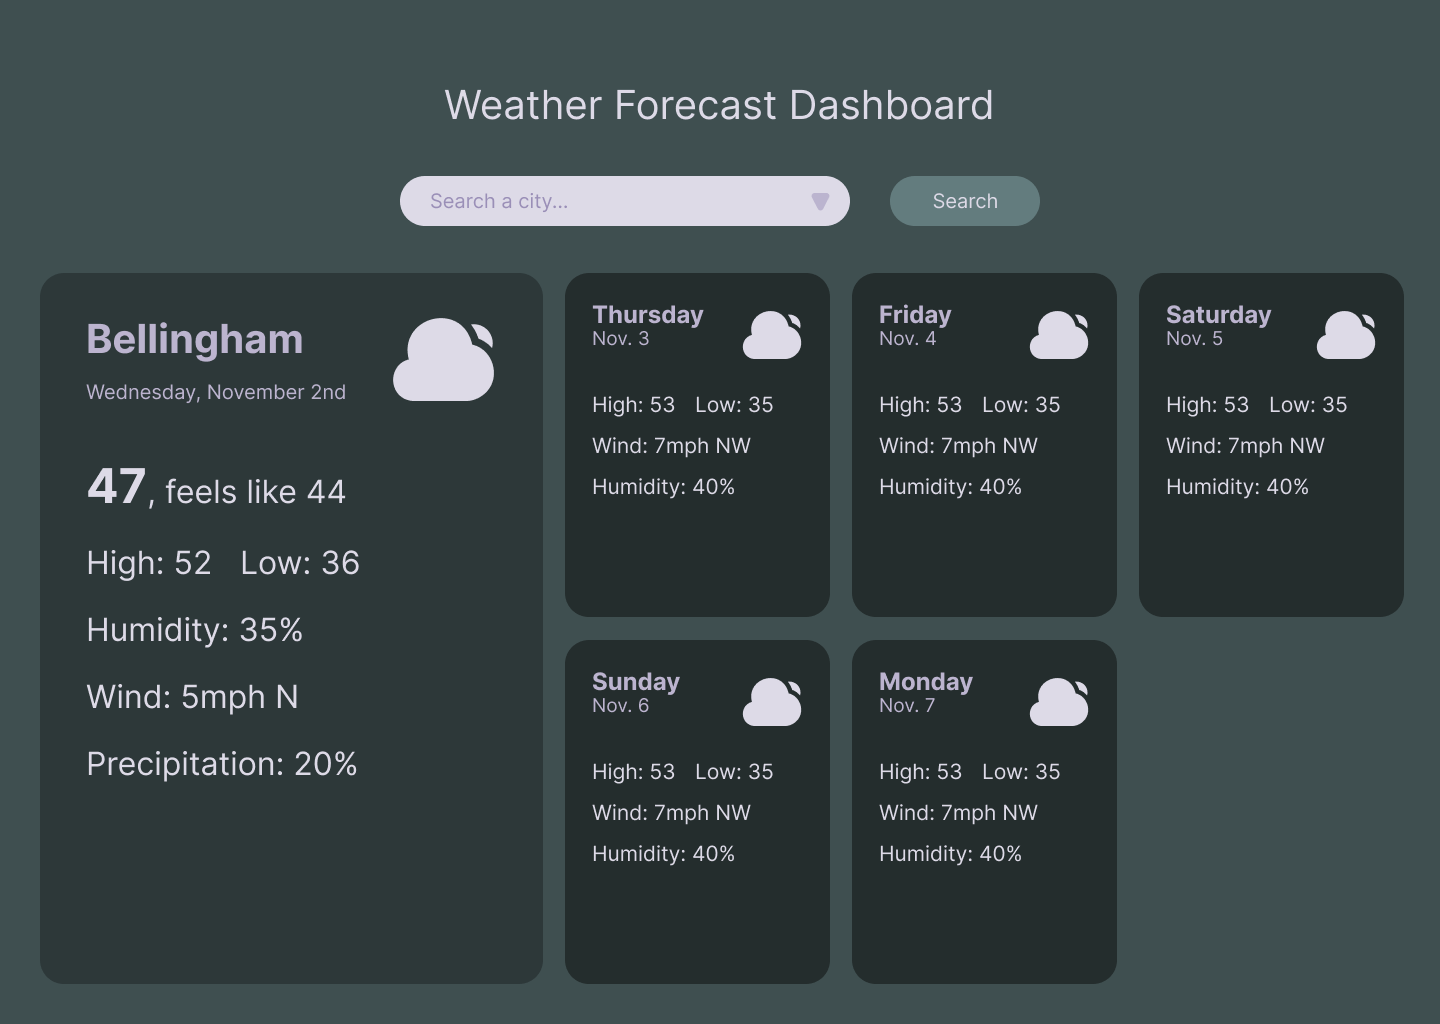 Weather Forecast Dashboard
Search a city...
Search
Bellingham
Wednesday, November 2nd
47, feels like 44
High: 52 Low: 36
Humidity: 35%
Wind: 5mph N
Precipitation: 20%
Thursday
Nov. 3
High: 53 Low: 35
Wind: 7mph NW
Humidity: 40%
Friday
Nov. 4
High: 53 Low: 35
Wind: 7mph NW
Humidity: 40%
Saturday
Nov. 5
High: 53 Low: 35
Wind: 7mph NW
Humidity: 40%
Sunday
Nov. 6
High: 53 Low: 35
Wind: 7mph NW
Humidity: 40%
Monday
Nov. 7
High: 53 Low: 35
Wind: 7mph NW
Humidity: 40%